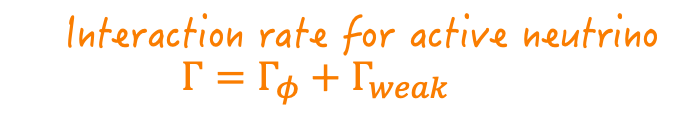 Interaction rate for active neutrino
Γ = Γ_ϕ + Γ_weak